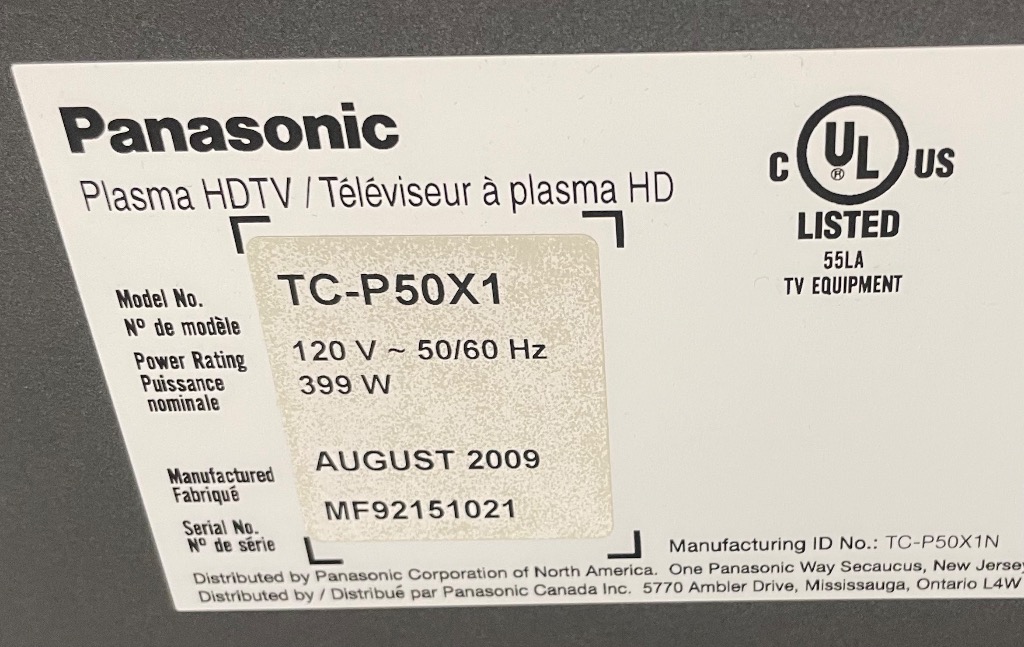 Panasonic
Plasma HDTV / Téléviseur à plasma HD
C UL® US
LISTED
55LA
TV EQUIPMENT
Model No. TC-P50X1
Nº de modèle
Power Rating 120 V ~ 50/60 Hz
Puissance 399 W
nominale
Manufactured AUGUST 2009
Fabriqué
Serial No. MF92151021
Nº de série
Manufacturing ID No.: TC-P50X1N
Distributed by Panasonic Corporation of North America. One Panasonic Way Secaucus, New Jersey
Distributed by / Distribué par Panasonic Canada Inc. 5770 Ambler Drive, Mississauga, Ontario L4W